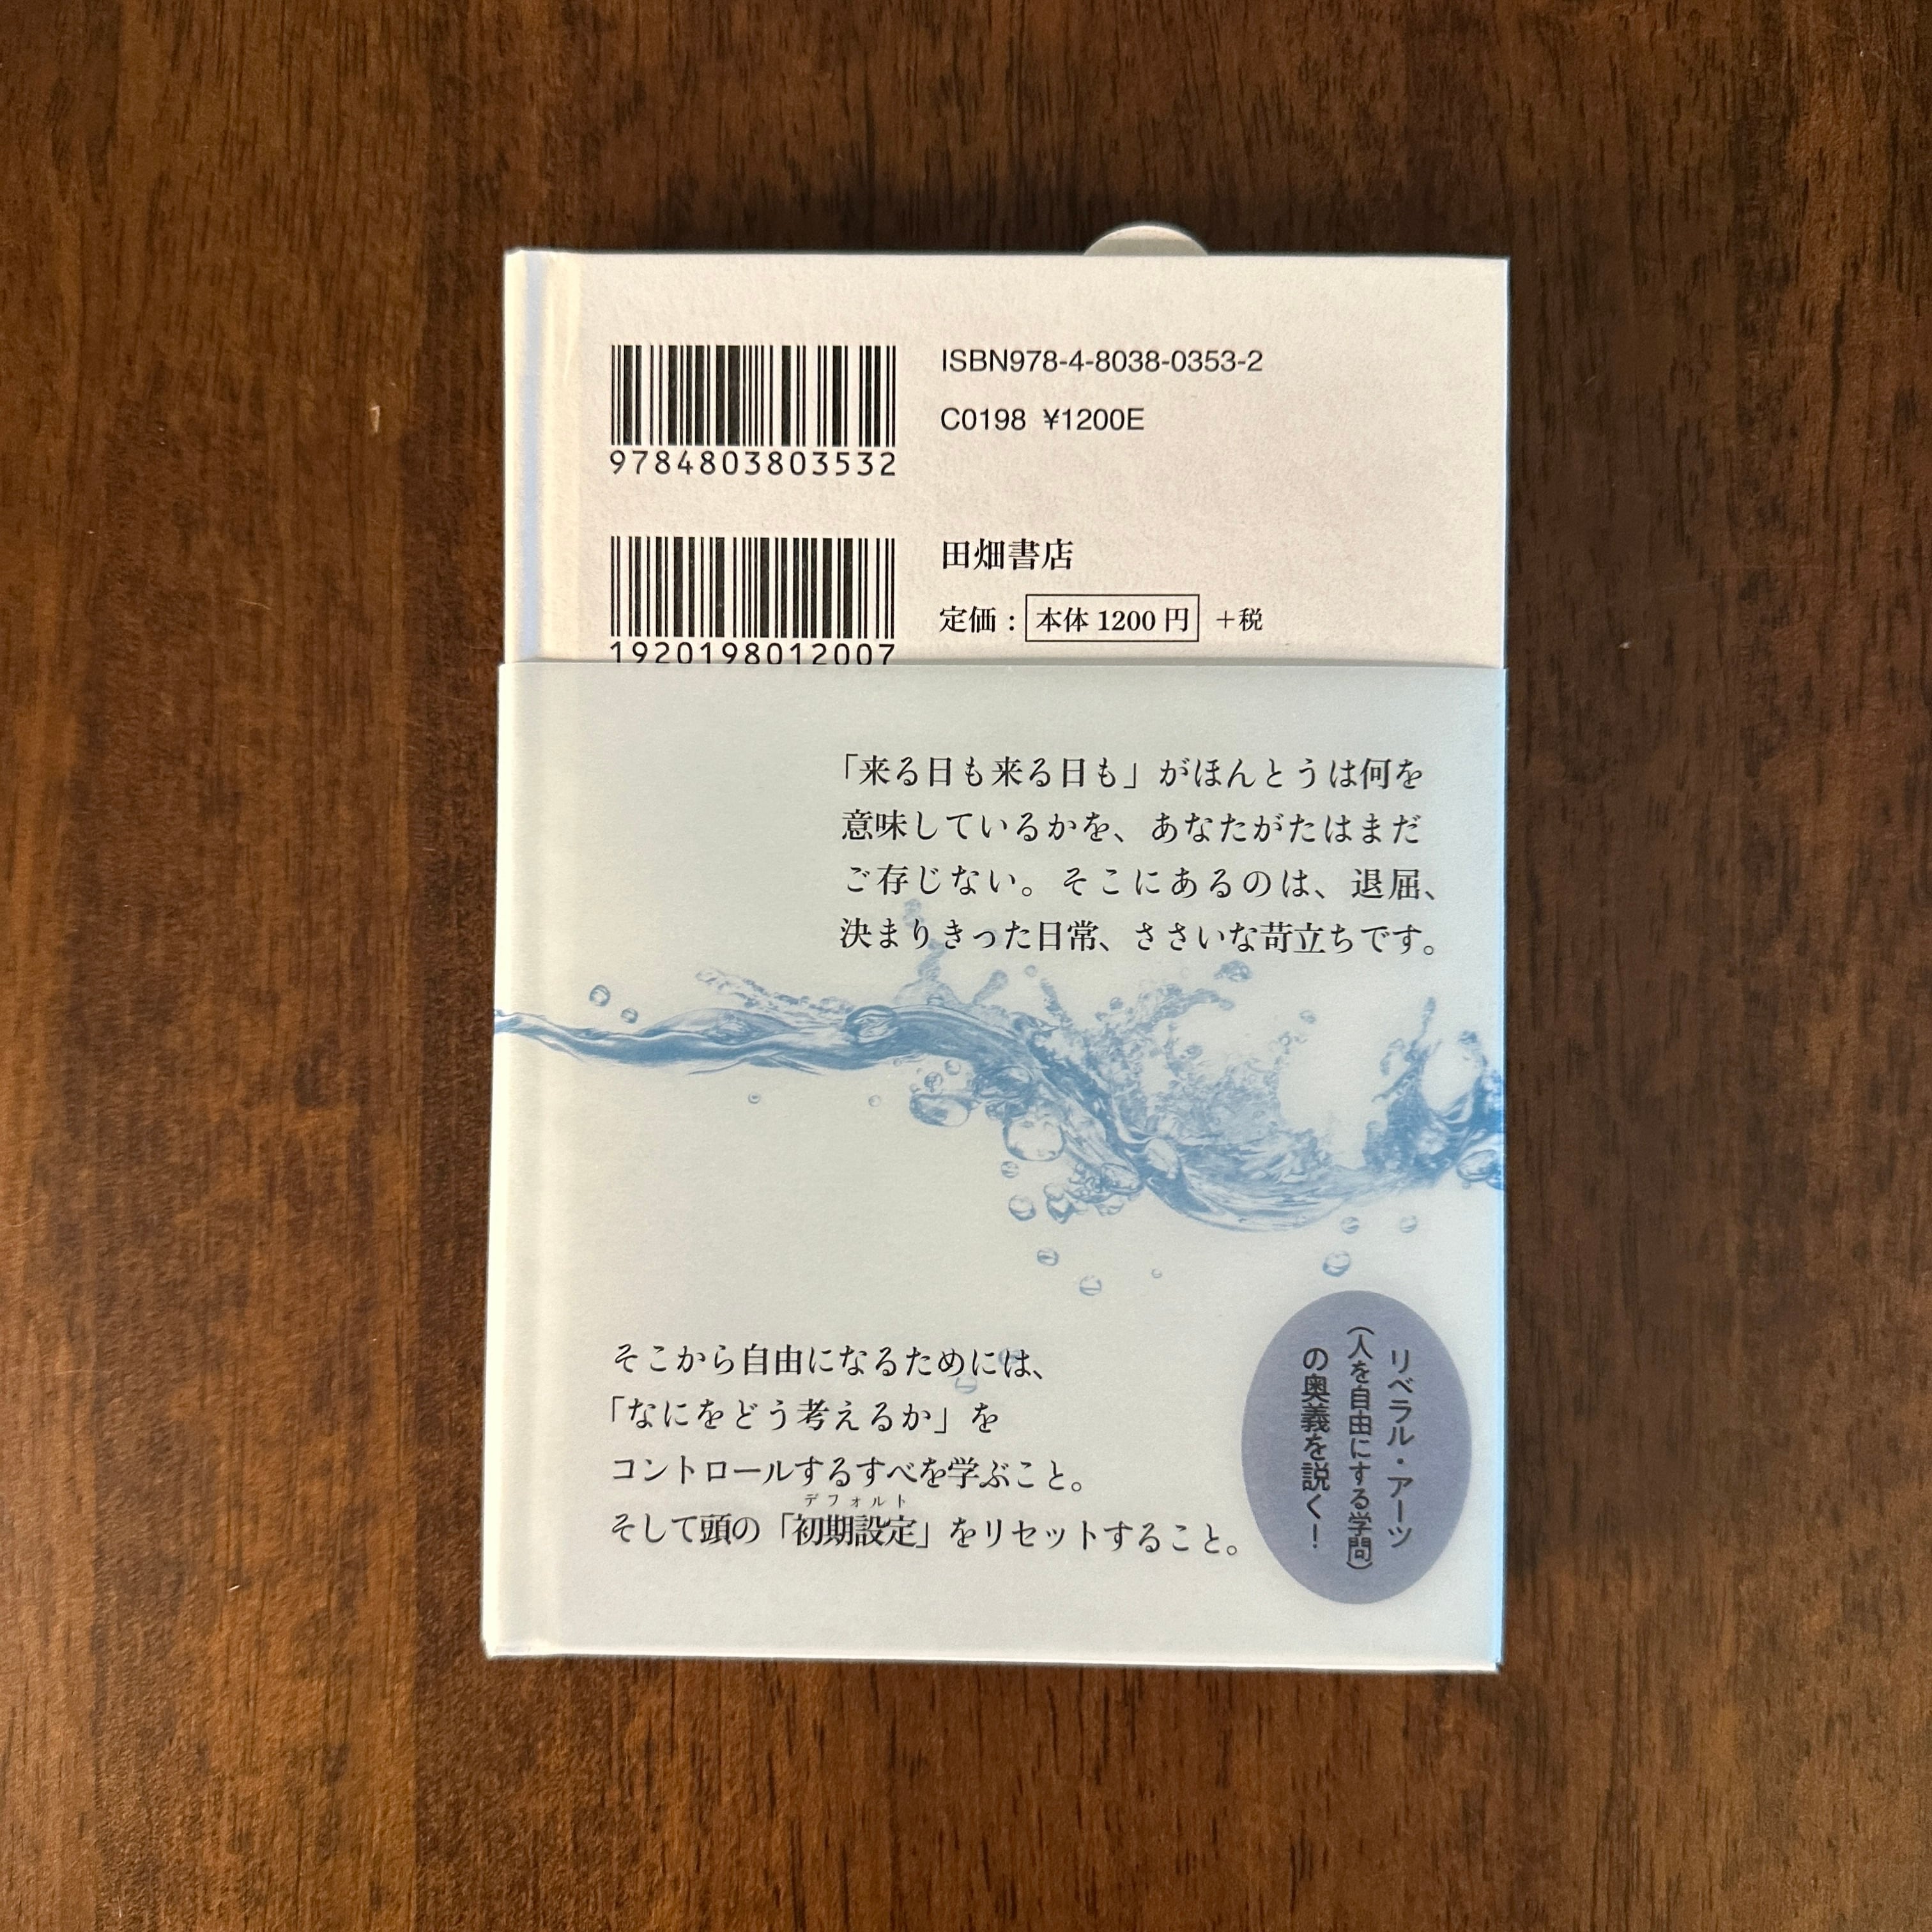 ISBN978-4-8038-0353-2
C0198 ¥1200E
9784803803532
田畑書店
定価：本体1200円 +税
1920198012007
「来る日も来る日も」がほんとうは何を
意味しているかを、あなたがたはまだ
ご存じない。そこにあるのは、退屈、
決まりきった日常、ささいな苛立ちです。
そこから自由になるためには、
「なにをどう考えるか」を
コントロールするすべを学ぶこと。
デフォルト
そして頭の「初期設定」をリセットすること。
リベラル・アーツ
（人を自由にする学問）
の奥義を説く！